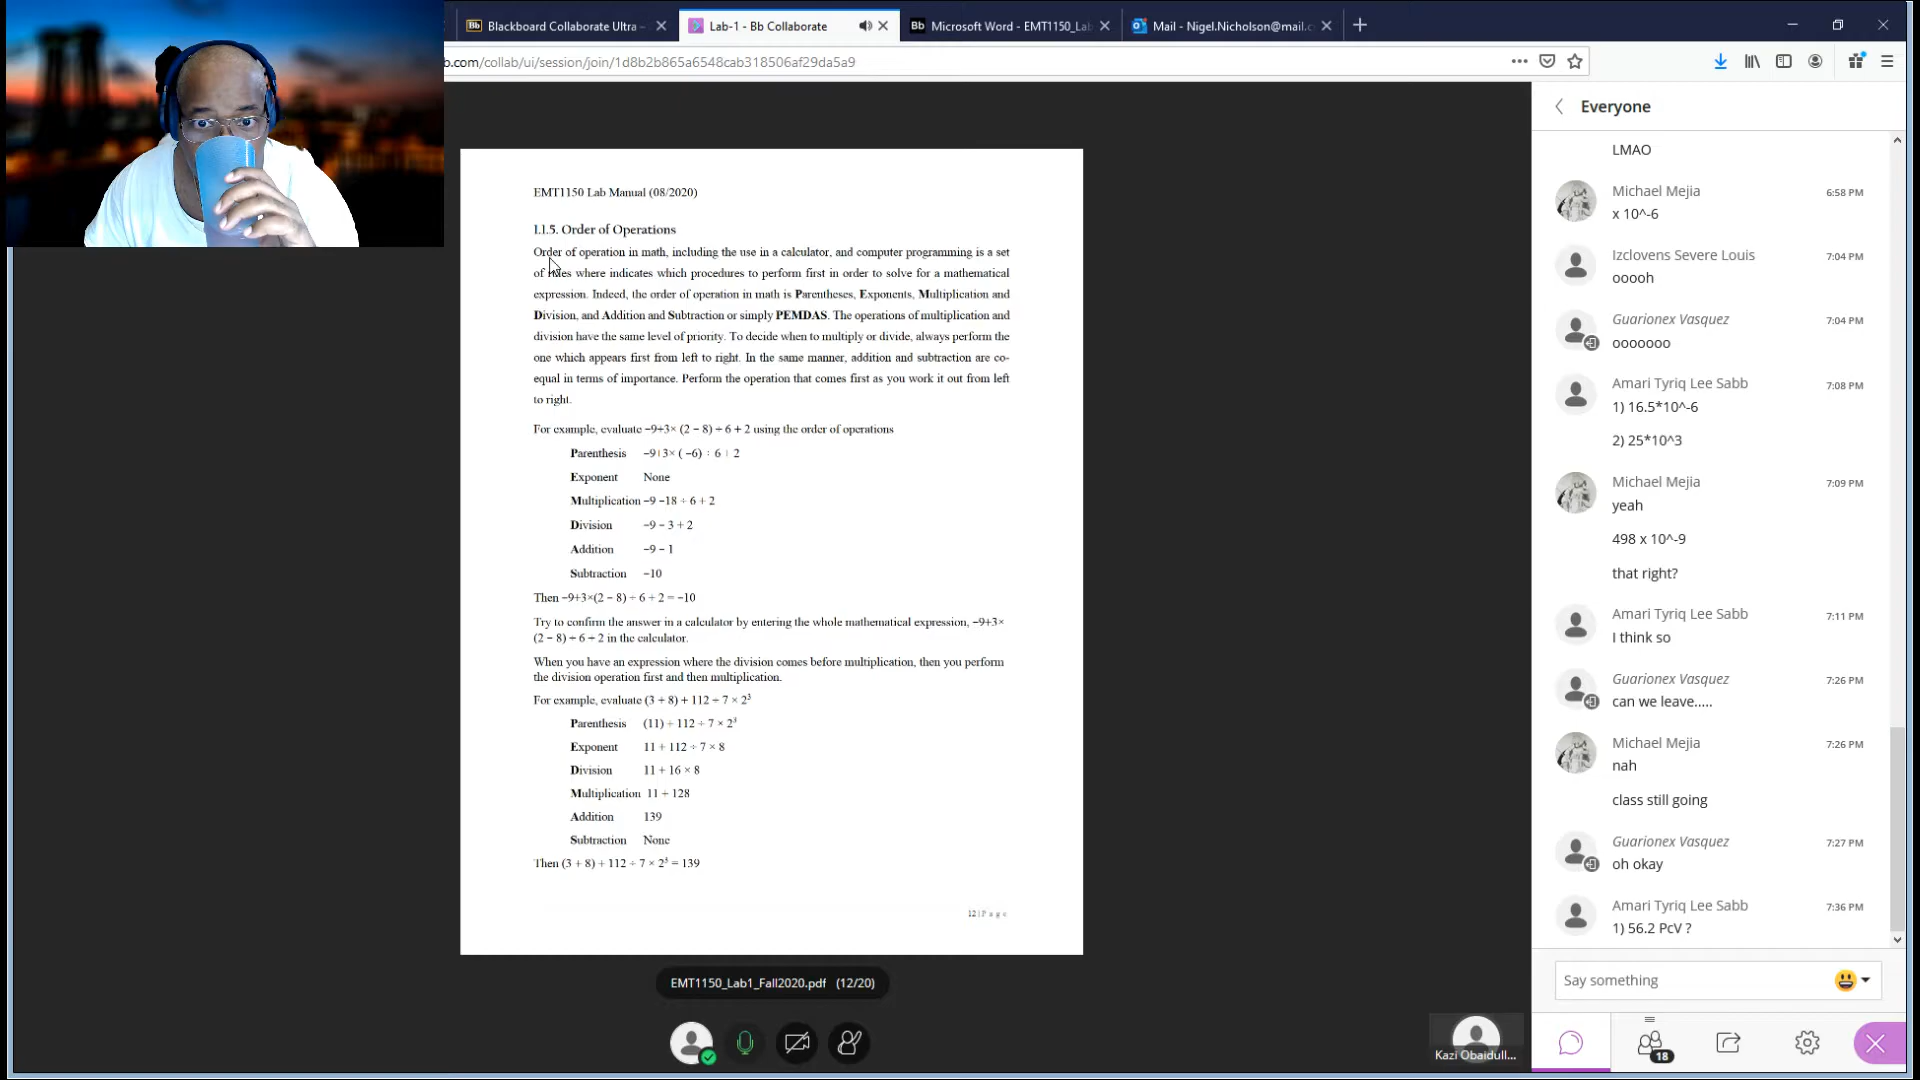 Blackboard Collaborate Ultra –
Lab-1 - Bb Collaborate
Microsoft Word - EMT1150_Lab
Mail - Nigel.Nicholson@mail.c
b.com/collab/ui/session/join/1d8b2b865a6548cab318506af29da5a9
EMT1150 Lab Manual (08/2020)
1.1.5. Order of Operations
Order of operation in math, including the use in a calculator, and computer programming is a set
of rules where indicates which procedures to perform first in order to solve for a mathematical
expression. Indeed, the order of operation in math is Parentheses, Exponents, Multiplication and
Division, and Addition and Subtraction or simply PEMDAS. The operations of multiplication and
division have the same level of priority. To decide when to multiply or divide, always perform the
one which appears first from left to right. In the same manner, addition and subtraction are co-
equal in terms of importance. Perform the operation that comes first as you work it out from left
to right.
For example, evaluate −9+3× (2 − 8) ÷ 6 + 2 using the order of operations
Parenthesis −9+3× ( −6) ÷ 6 + 2
Exponent None
Multiplication −9 −18 ÷ 6 + 2
Division −9 − 3 + 2
Addition −9 − 1
Subtraction −10
Then −9+3×(2 − 8) ÷ 6 + 2 = −10
Try to confirm the answer in a calculator by entering the whole mathematical expression, −9+3×
(2 − 8) ÷ 6 + 2 in the calculator.
When you have an expression where the division comes before multiplication, then you perform
the division operation first and then multiplication.
For example, evaluate (3 + 8) + 112 ÷ 7 × 2³
Parenthesis (11) + 112 ÷ 7 × 2³
Exponent 11 + 112 ÷ 7 × 8
Division 11 + 16 × 8
Multiplication 11 + 128
Addition 139
Subtraction None
Then (3 + 8) + 112 ÷ 7 × 2³ = 139
12 | P a g e
EMT1150_Lab1_Fall2020.pdf (12/20)
Kazi Obaidull...
Everyone
LMAO
Michael Mejia 6:58 PM
x 10^-6
Izclovens Severe Louis 7:04 PM
ooooh
Guarionex Vasquez 7:04 PM
ooooooo
Amari Tyriq Lee Sabb 7:08 PM
1) 16.5*10^-6
2) 25*10^3
Michael Mejia 7:09 PM
yeah
498 x 10^-9
that right?
Amari Tyriq Lee Sabb 7:11 PM
I think so
Guarionex Vasquez 7:26 PM
can we leave.....
Michael Mejia 7:26 PM
nah
class still going
Guarionex Vasquez 7:27 PM
oh okay
Amari Tyriq Lee Sabb 7:36 PM
1) 56.2 PcV ?
Say something
18